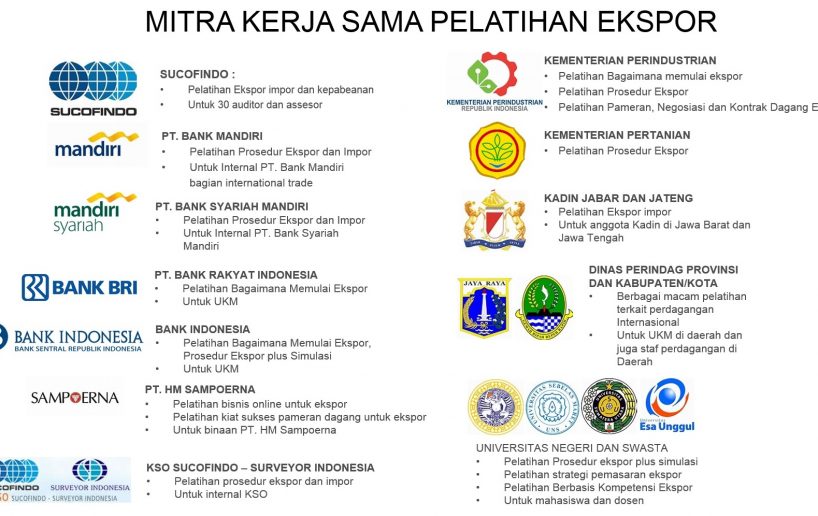 MITRA KERJA SAMA PELATIHAN EKSPOR
SUCOFINDO
SUCOFINDO :
• Pelatihan Ekspor impor dan kepabeanan
• Untuk 30 auditor dan assesor
mandiri
PT. BANK MANDIRI
• Pelatihan Prosedur Ekspor dan Impor
• Untuk Internal PT. Bank Mandiri
bagian international trade
mandiri
syariah
PT. BANK SYARIAH MANDIRI
• Pelatihan Prosedur Ekspor dan Impor
• Untuk Internal PT. Bank Syariah
Mandiri
BANK BRI
PT. BANK RAKYAT INDONESIA
• Pelatihan Bagaimana Memulai Ekspor
• Untuk UKM
BANK INDONESIA
BANK SENTRAL REPUBLIK INDONESIA
BANK INDONESIA
• Pelatihan Bagaimana Memulai Ekspor,
Prosedur Ekspor plus Simulasi
• Untuk UKM
SAMPOERNA
PT. HM SAMPOERNA
• Pelatihan bisnis online untuk ekspor
• Pelatihan kiat sukses pameran dagang untuk ekspor
• Untuk binaan PT. HM Sampoerna
COFINDO
SURVEYOR INDONESIA
SO SUCOFINDO - SURVEYOR INDONESIA
KSO SUCOFINDO – SURVEYOR INDONESIA
• Pelatihan prosedur ekspor dan impor
• Untuk internal KSO
KEMENTERIAN PERINDUSTRIAN
REPUBLIK INDONESIA
KEMENTERIAN PERINDUSTRIAN
• Pelatihan Bagaimana memulai ekspor
• Pelatihan Prosedur Ekspor
• Pelatihan Pameran, Negosiasi dan Kontrak Dagang E
KEMENTERIAN PERTANIAN
• Pelatihan Prosedur Ekspor
KADIN JABAR DAN JATENG
• Pelatihan Ekspor impor
• Untuk anggota Kadin di Jawa Barat dan
Jawa Tengah
JAYA RAYA
DINAS PERINDAG PROVINSI
DAN KABUPATEN/KOTA
• Berbagai macam pelatihan
terkait perdagangan
Internasional
• Untuk UKM di daerah dan
juga staf perdagangan di
Daerah
UNS
Esa Unggul
UNIVERSITAS NEGERI DAN SWASTA
• Pelatihan Prosedur ekspor plus simulasi
• Pelatihan strategi pemasaran ekspor
• Pelatihan Berbasis Kompetensi Ekspor
• Untuk mahasiswa dan dosen